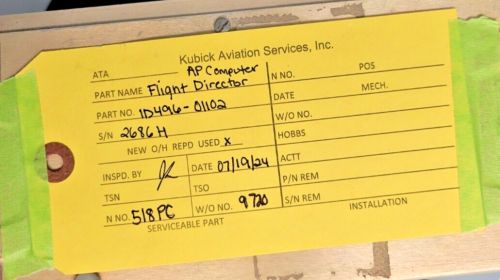 Kubick Aviation Services, Inc.
ATA AP Computer
PART NAME Flight Director
PART NO. 1D496-01102
S/N 2686H
NEW O/H REPD USED X
INSPD. BY DATE 07/19/24
TSN TSO
N NO. 518PC W/O NO. 9720
SERVICEABLE PART
N NO. POS
DATE MECH.
W/O NO.
HOBBS
ACTT
P/N REM
S/N REM
INSTALLATION